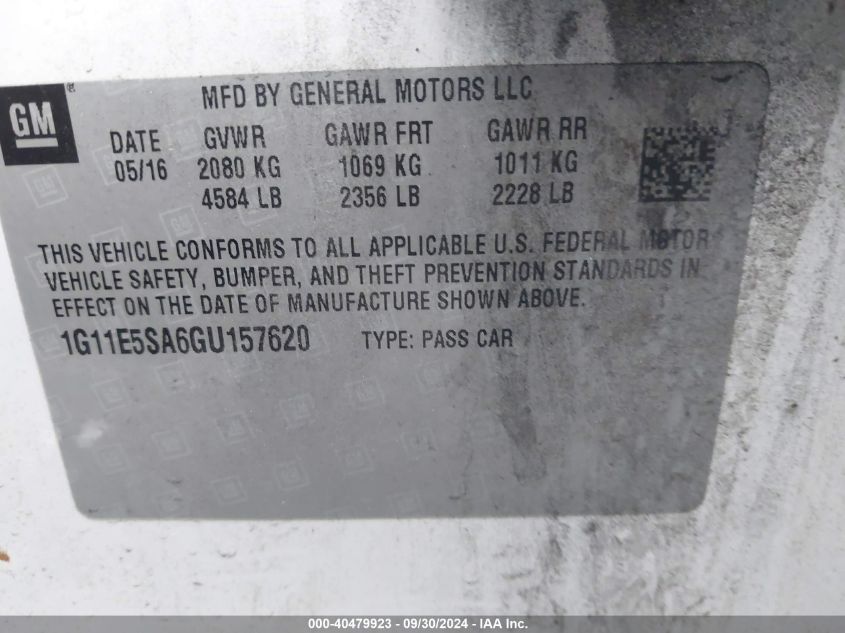 GM
MFD BY GENERAL MOTORS LLC
DATE GVWR GAWR FRT GAWR RR
05/16 2080 KG 1069 KG 1011 KG
4584 LB 2356 LB 2228 LB
THIS VEHICLE CONFORMS TO ALL APPLICABLE U.S. FEDERAL MOTOR
VEHICLE SAFETY, BUMPER, AND THEFT PREVENTION STANDARDS IN
EFFECT ON THE DATE OF MANUFACTURE SHOWN ABOVE.
1G11E5SA6GU157620 TYPE: PASS CAR
000-40479923 - 09/30/2024 - IAAI.com